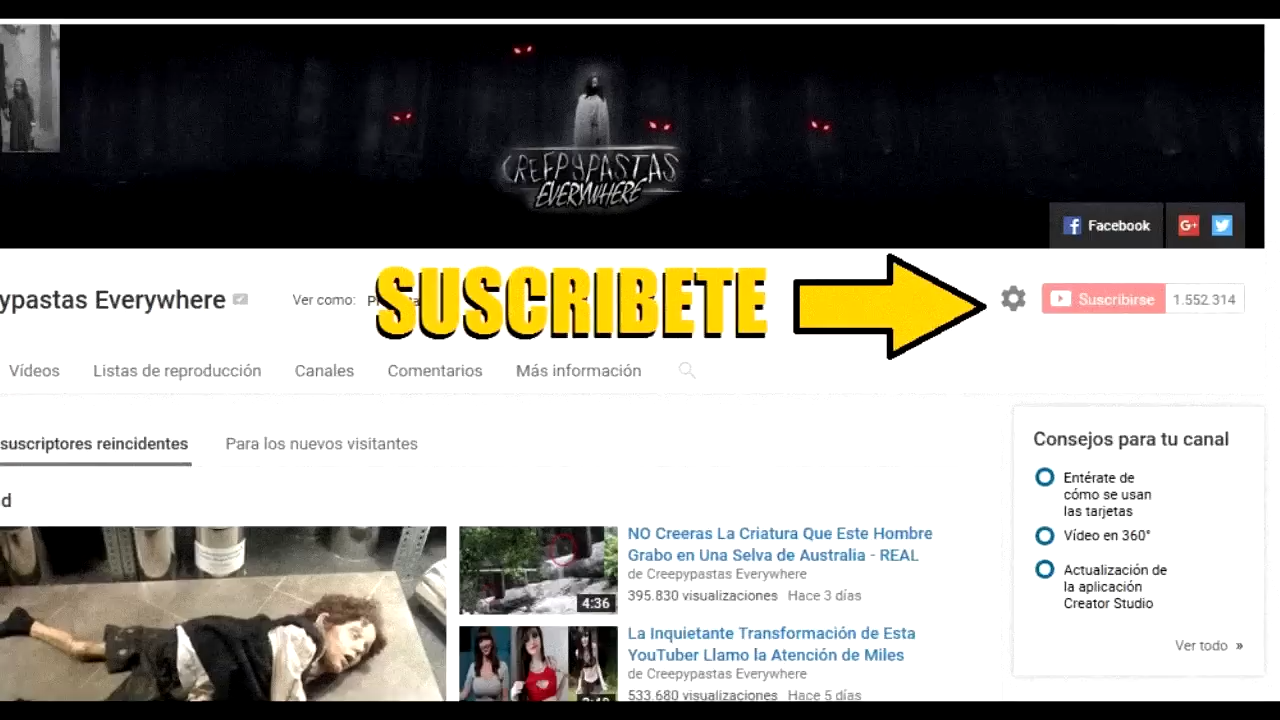 CREEPYPASTAS
EVERYWHERE
Facebook
G+
ypastas Everywhere
Ver como:
SUSCRIBETE
Suscribirse
1.552.314
Vídeos
Listas de reproducción
Canales
Comentarios
Más información
suscriptores reincidentes
Para los nuevos visitantes
Consejos para tu canal
Entérate de
cómo se usan
las tarjetas
Vídeo en 360°
Actualización de
la aplicación
Creator Studio
Ver todo »
d
NO Creeras La Criatura Que Este Hombre
Grabo en Una Selva de Australia - REAL
de Creepypastas Everywhere
395.830 visualizaciones Hace 3 días
4:36
La Inquietante Transformación de Esta
YouTuber Llamo la Atención de Miles
de Creepypastas Everywhere
533.680 visualizaciones Hace 5 días